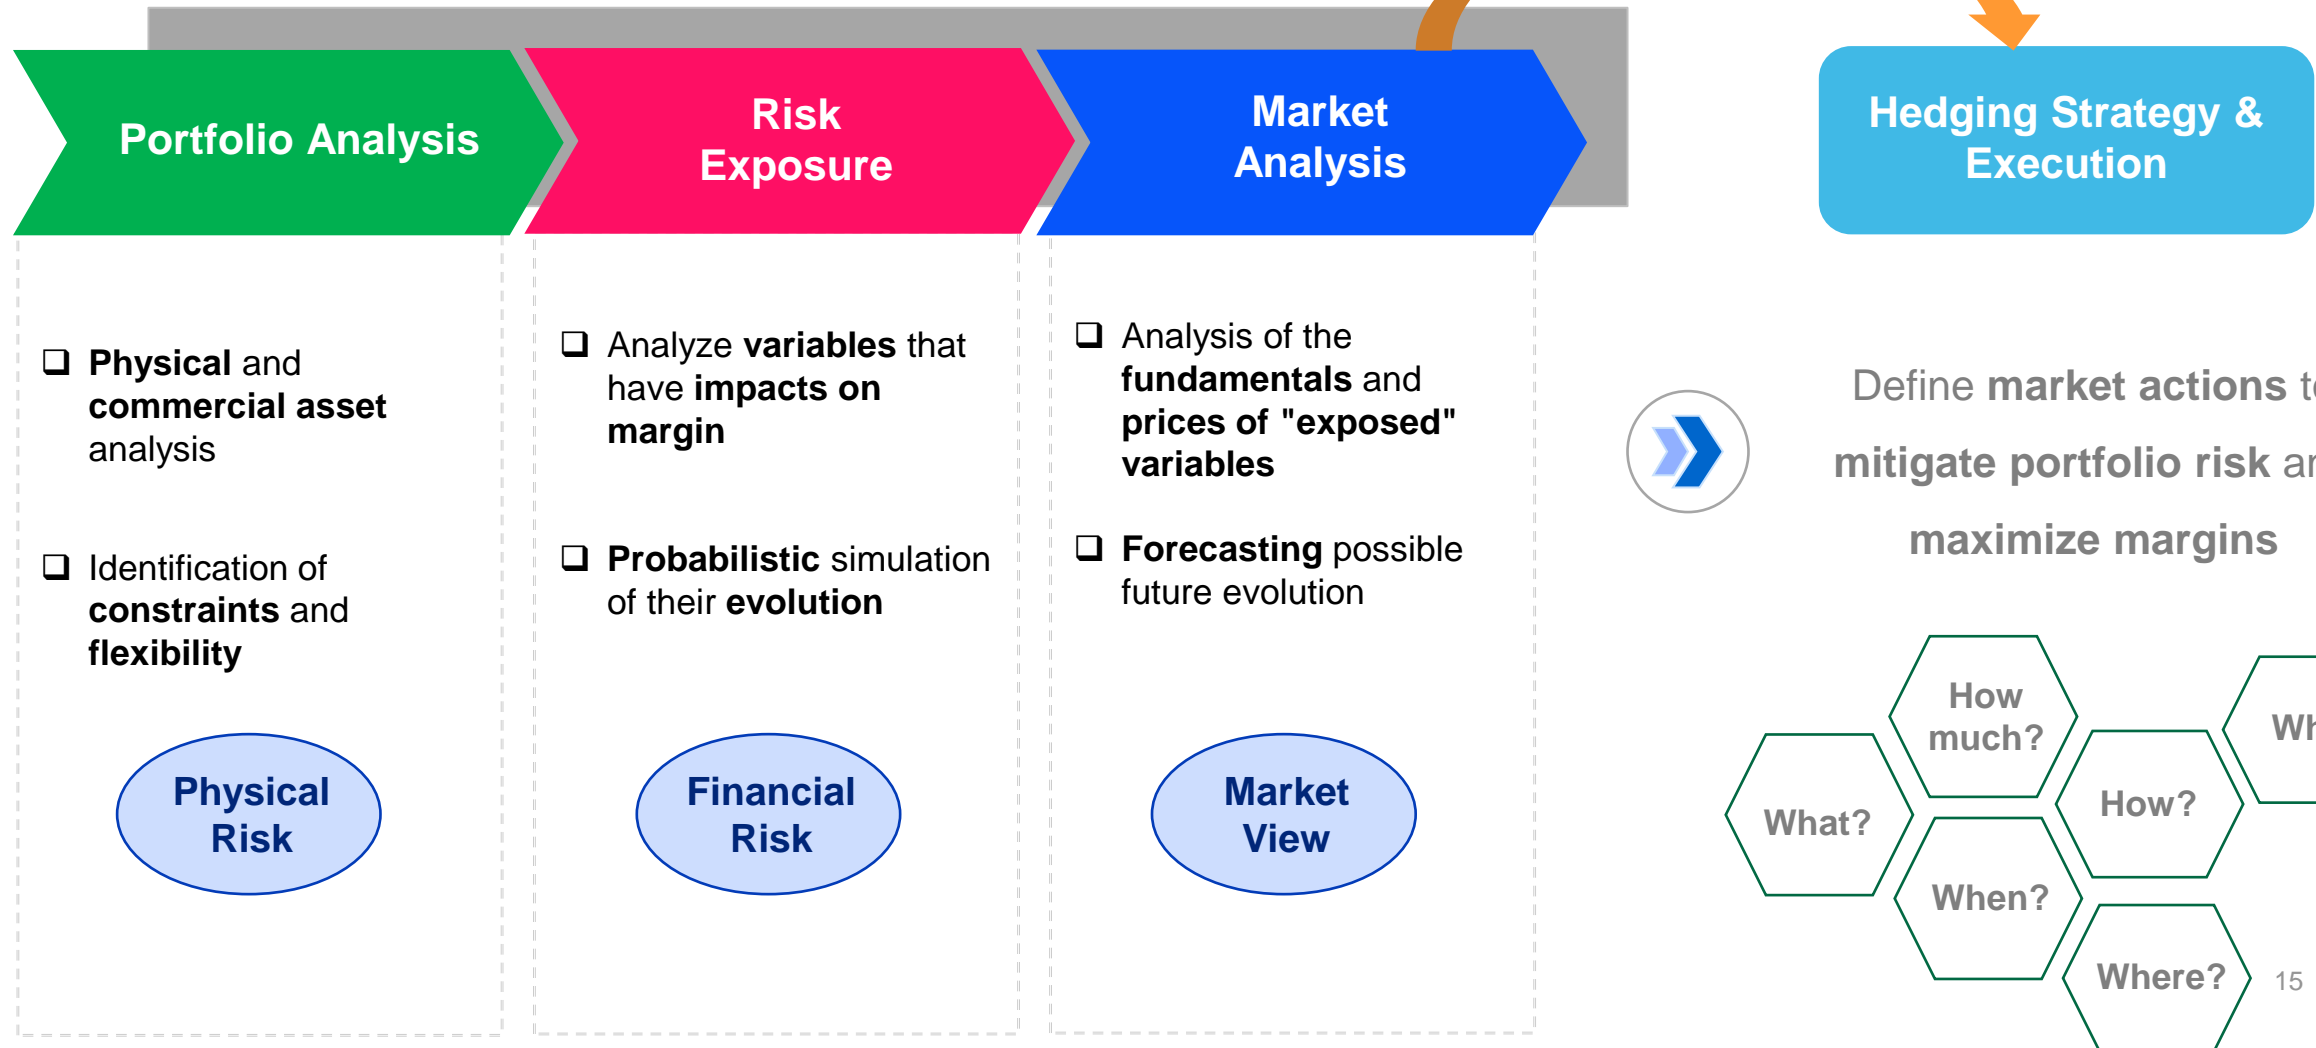 Portfolio Analysis
Risk
Exposure
Market
Analysis
Hedging Strategy &
Execution
Physical and
commercial asset
analysis
Identification of
constraints and
flexibility
Physical
Risk
Analyze variables that
have impacts on
margin
Probabilistic simulation
of their evolution
Financial
Risk
Analysis of the
fundamentals and
prices of "exposed"
variables
Forecasting possible
future evolution
Market
View
Define market actions
mitigate portfolio risk
maximize margins
How
much?
What?
How?
When?
Where?
15